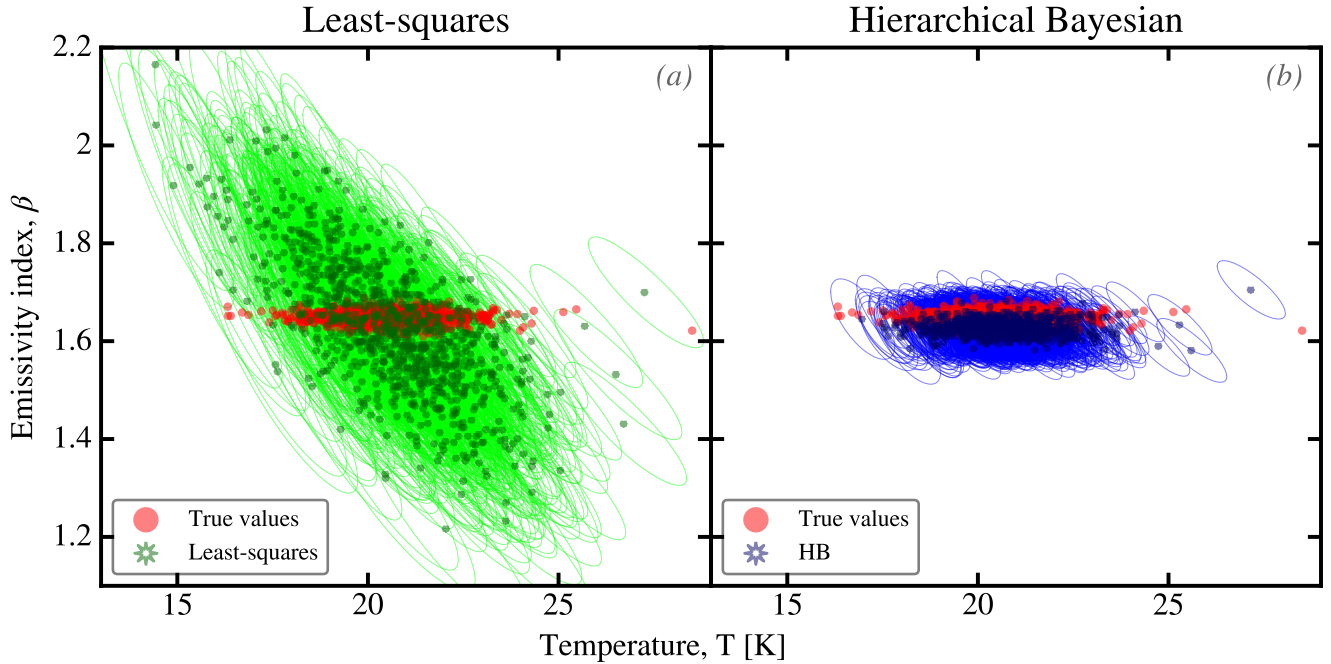 Least-squares
Hierarchical Bayesian
2.2
2
1.8
1.6
1.4
1.2
Emissivity index, β
(a)
(b)
True values
Least-squares
True values
HB
15
20
25
15
20
25
Temperature, T [K]